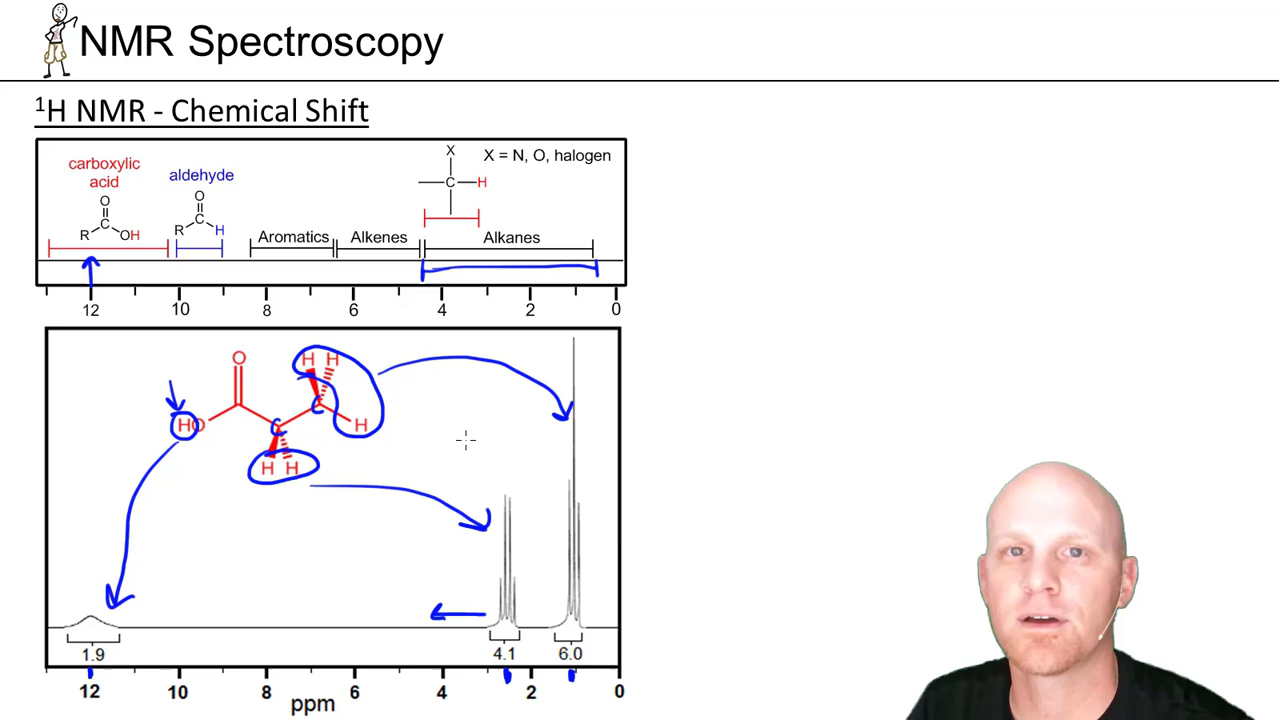 NMR Spectroscopy
¹H NMR - Chemical Shift
carboxylic acid
aldehyde
X
X = N, O, halogen
O
O
C
H
C
C
R
OH
R
H
Aromatics
Alkenes
Alkanes
12
10
8
6
4
2
0
O
H
H
C
HO
C
H
H
H
1.9
4.1
6.0
12
10
8
6
4
2
0
ppm